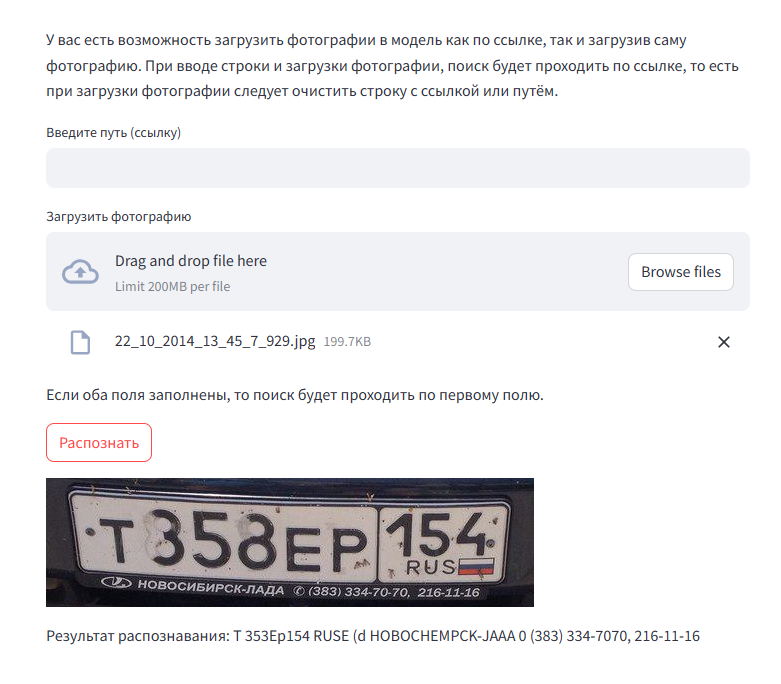 У вас есть возможность загрузить фотографии в модель как по ссылке, так и загрузив саму
фотографию. При вводе строки и загрузки фотографии, поиск будет проходить по ссылке, то есть
при загрузки фотографии следует очистить строку с ссылкой или путём.
Введите путь (ссылку)
Загрузить фотографию
Drag and drop file here
Limit 200MB per file
Browse files
22_10_2014_13_45_7_929.jpg 199.7KB
Если оба поля заполнены, то поиск будет проходить по первому полю.
Распознать
Т358ЕР 154
RUS
НОВОСИБИРСК-ЛАДА ✆ (383) 334-70-70, 216-11-16
Результат распознавания: T 353Ep154 RUSE (d HOBOCHEMPCK-JAAA 0 (383) 334-7070, 216-11-16